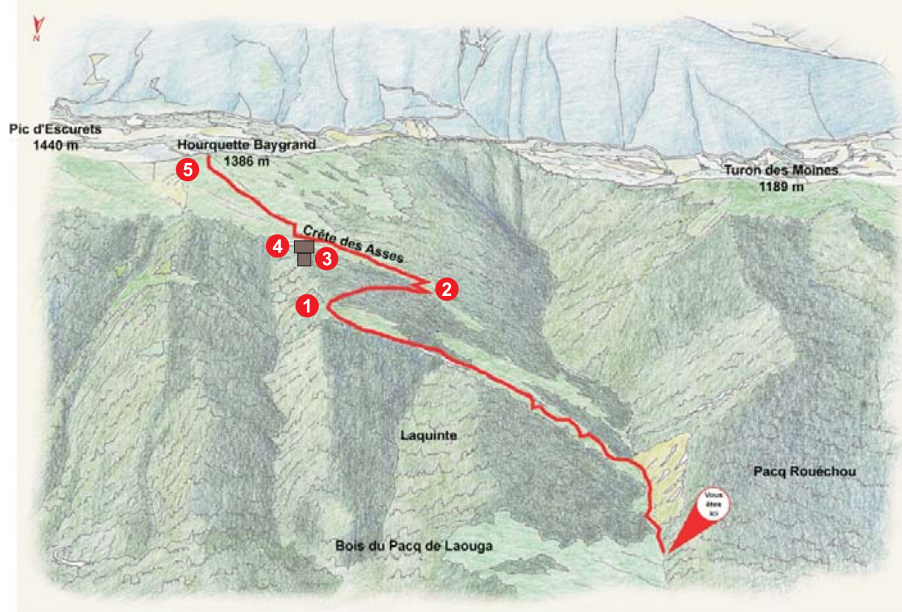 N
Pic d'Escurets
1440 m
Hourquette Baygrand
1386 m
5
Turon des Moines
1189 m
Crête des Asses
4
3
2
1
Laquinte
Pacq Rouèchou
Vous
êtes
ici
Bois du Pacq de Laouga